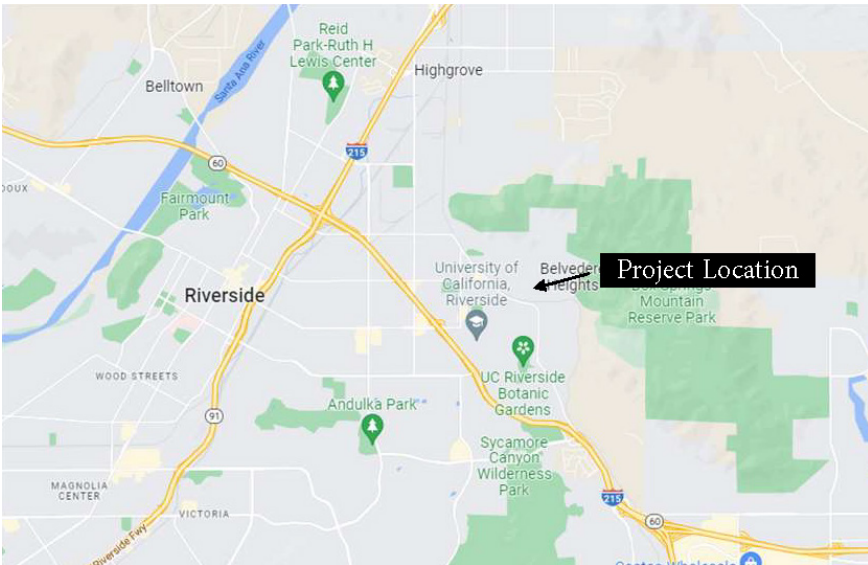 Reid
Park-Ruth H
Lewis Center
Highgrove
Belltown
Santa Ana River
215
60
Fairmount
Park
University of
California,
Riverside
Project Location
Heights
Mountain
Reserve Park
Riverside
WOOD STREETS
UC Riverside
Botanic
Gardens
Andulka Park
91
Sycamore
Canyon
Wilderness
Park
MAGNOLIA
CENTER
215
VICTORIA
60
Riverside Fwy